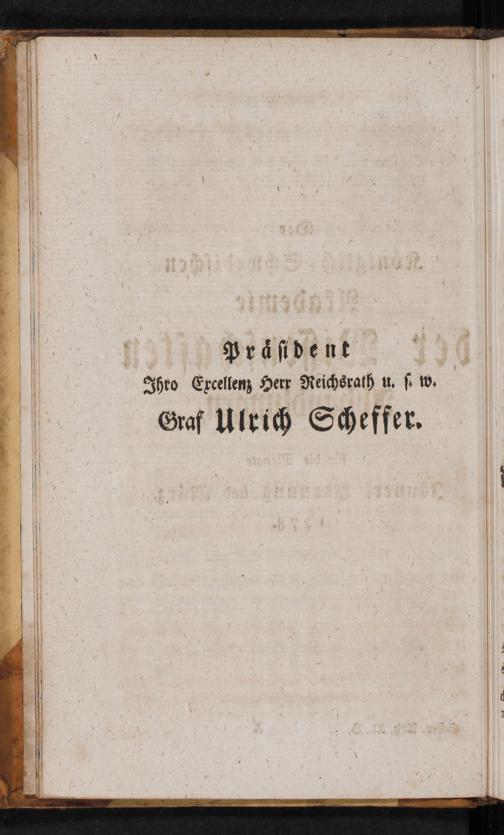 Präsident
Ihro Excellenz Herr Reichsrath u. s. w.
Graf Ulrich Scheffer.